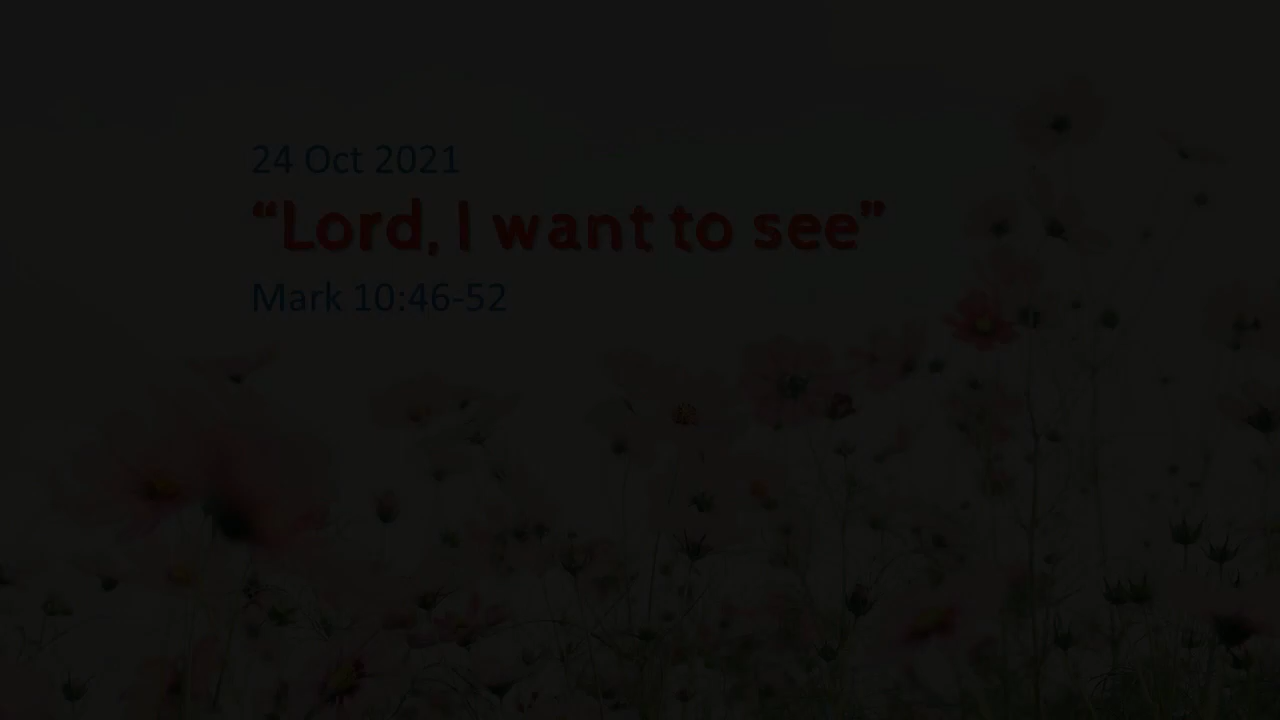 24 Oct 2021
“Lord, I want to see”
Mark 10:46-52